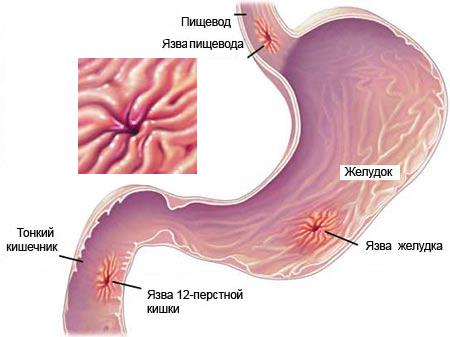 Пищевод
Язва пищевода
Желудок
Тонкий
кишечник
Язва желудка
Язва 12-перстной
кишки